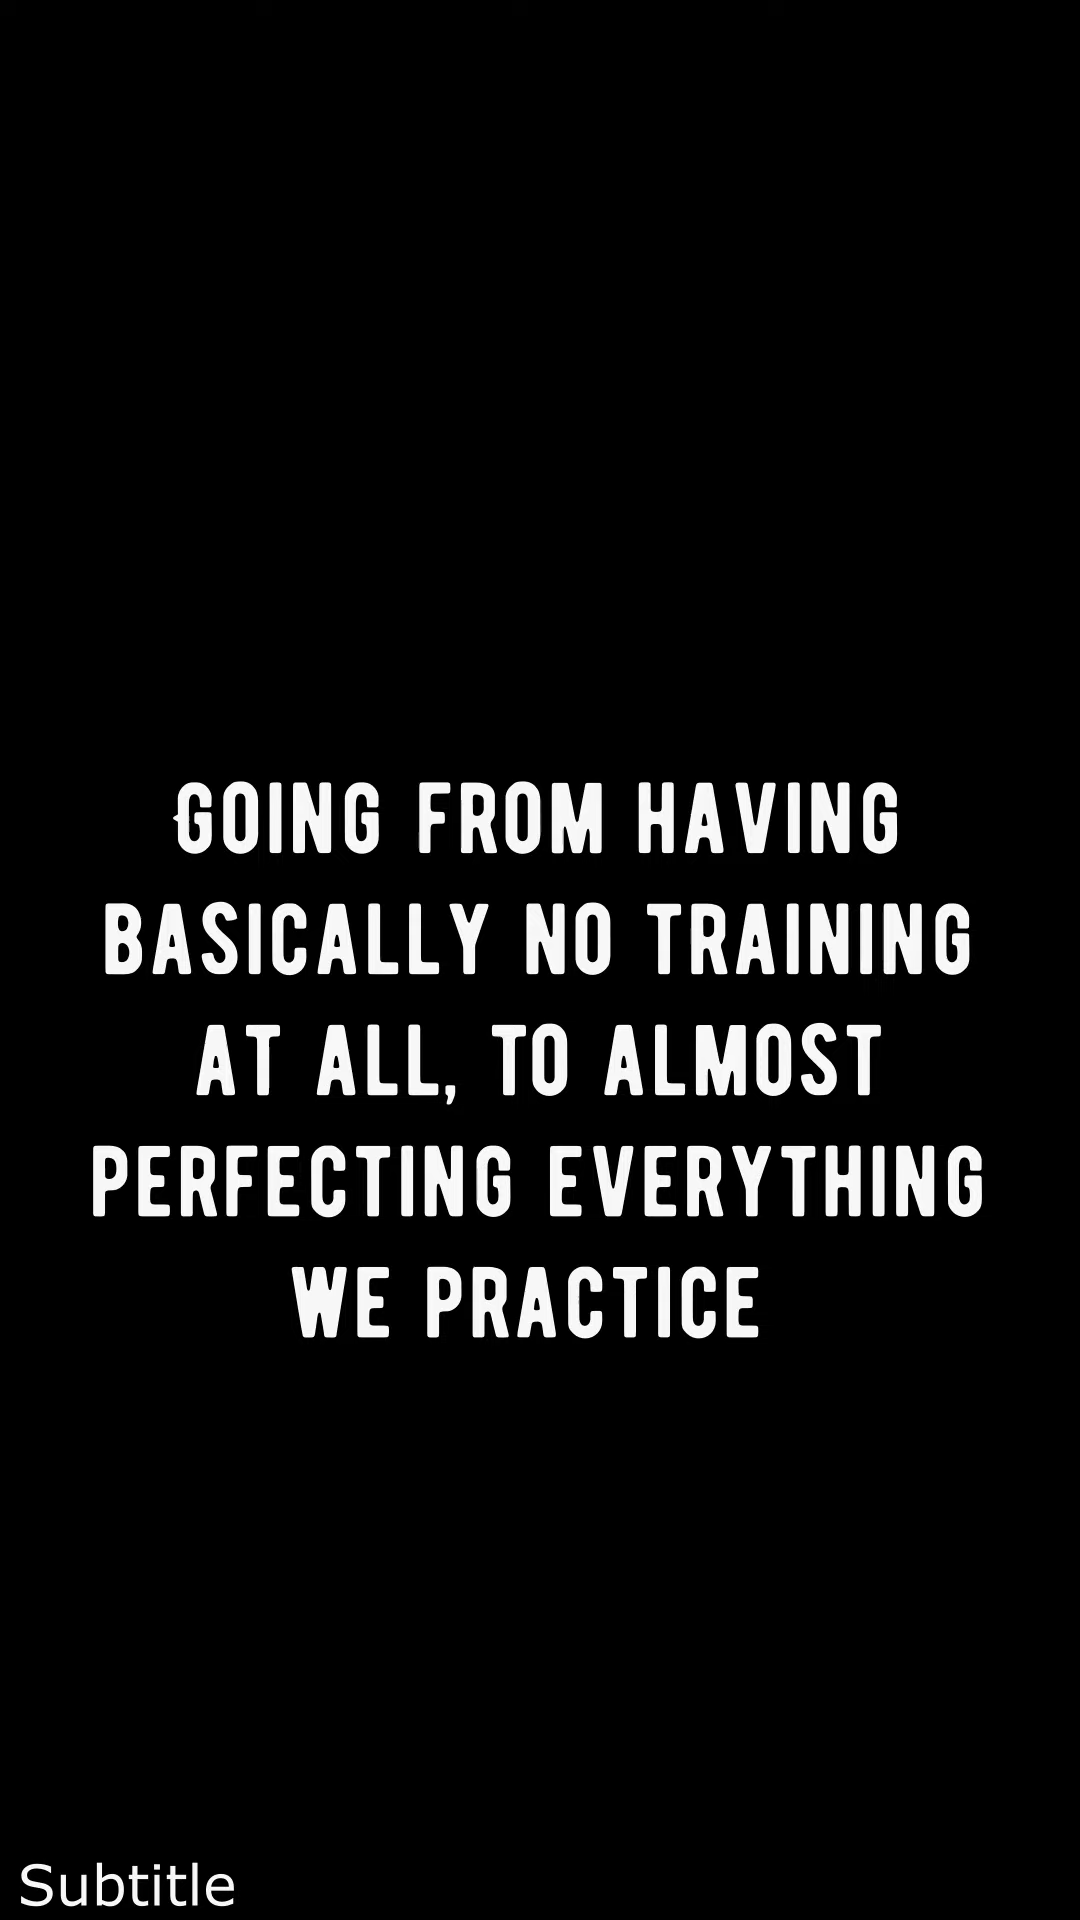 GOING FROM HAVING
BASICALLY NO TRAINING
AT ALL, TO ALMOST
PERFECTING EVERYTHING
WE PRACTICE
Subtitle